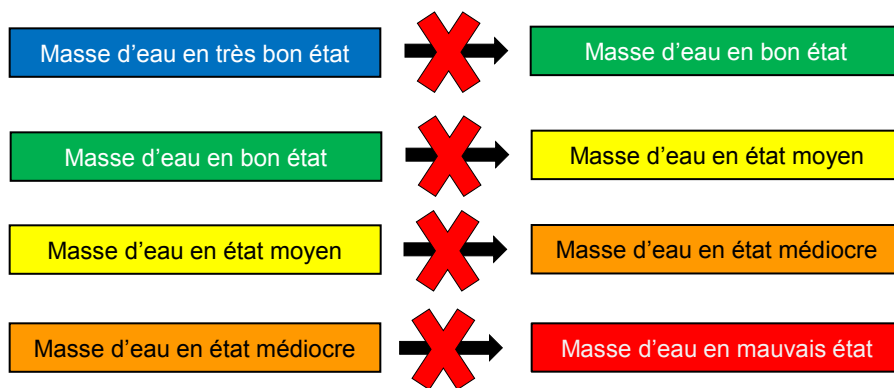 Masse d'eau en très bon état
Masse d'eau en bon état
Masse d'eau en bon état
Masse d'eau en état moyen
Masse d'eau en état moyen
Masse d'eau en état médiocre
Masse d'eau en état médiocre
Masse d'eau en mauvais état